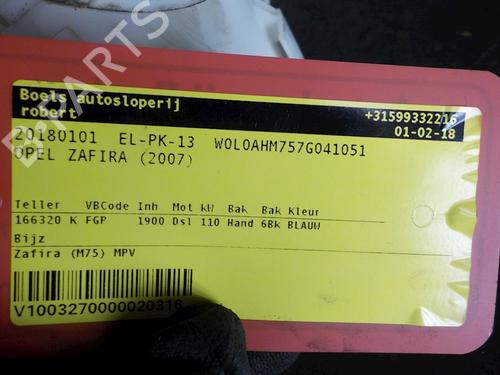 B PARTS
Boels autosloperij
robert
+31599332216
01-02-18
20180101 EL-PK-13 W0L0AHM757G041051
OPEL ZAFIRA (2007)
Teller VBCode Inh Mot kW Bak Bak Kleur
166320 K FGP 1900 Dsl 110 Hand 6Bk BLAUW
Bijz
Zafira (M75) MPV
V1003270000020316